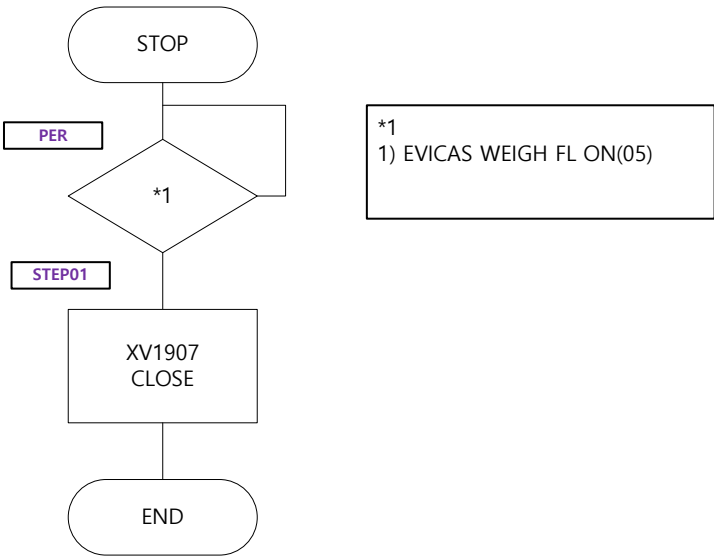 STOP
PER
*1
*1
1) EVICAS WEIGH FL ON(05)
STEP01
XV1907
CLOSE
END